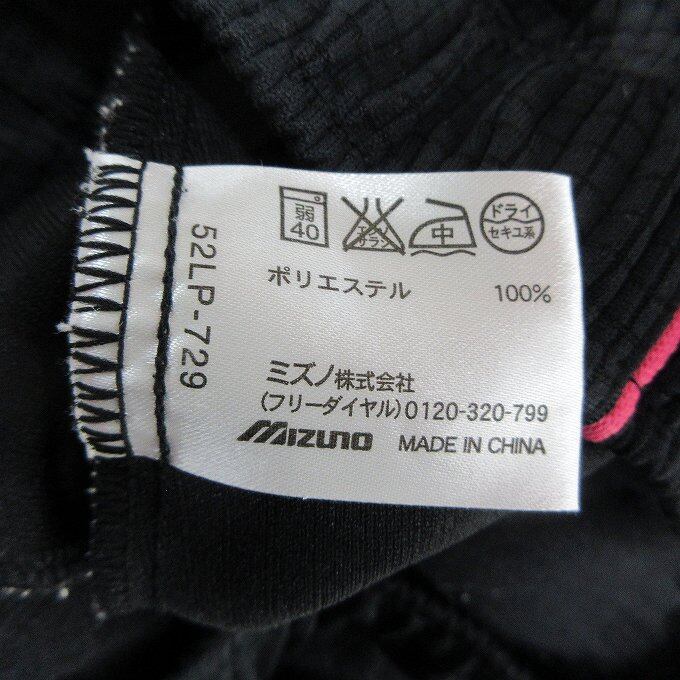 弱 40 エンソ サラシ 中 ドライ セキユ系
ポリエステル 100%
ミズノ株式会社
(フリーダイヤル)0120-320-799
Mizuno MADE IN CHINA
52LP-729